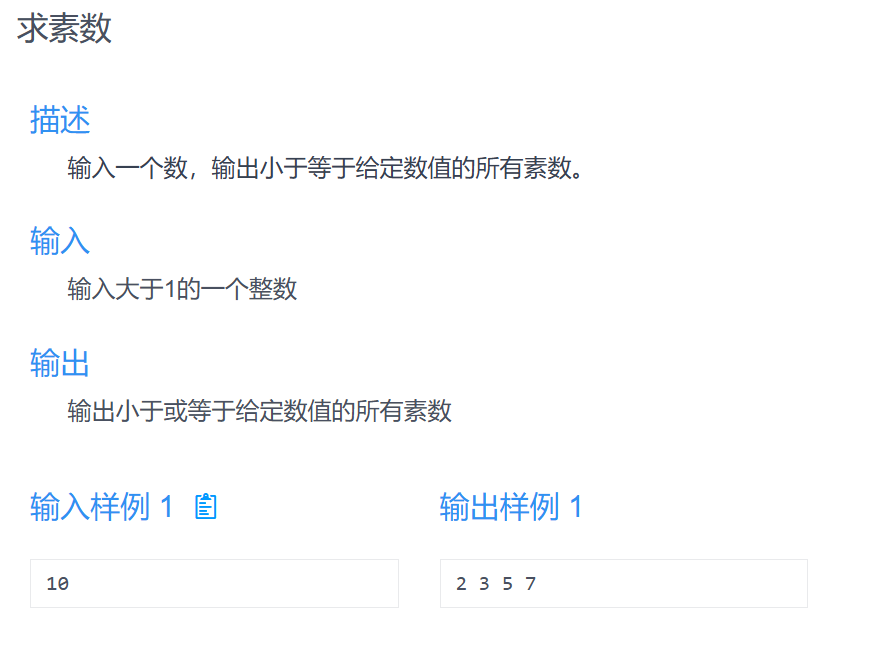 求素数
描述
输入一个数，输出小于等于给定数值的所有素数。
输入
输入大于1的一个整数
输出
输出小于或等于给定数值的所有素数
输入样例 1
输出样例 1
10
2 3 5 7